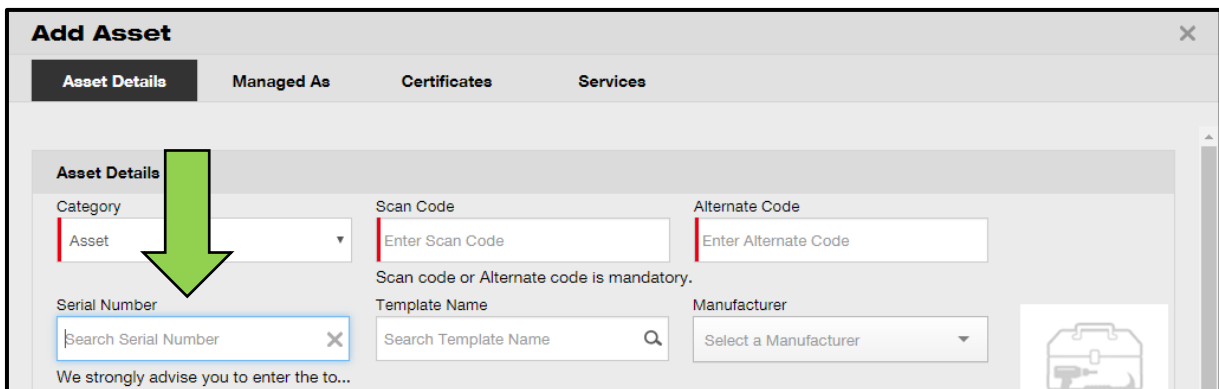 Add Asset
Asset Details Managed As Certificates Services
Asset Details
Category Scan Code Alternate Code
Asset Enter Scan Code Enter Alternate Code
Scan code or Alternate code is mandatory.
Serial Number Template Name Manufacturer
Search Serial Number Search Template Name Select a Manufacturer
We strongly advise you to enter the to...